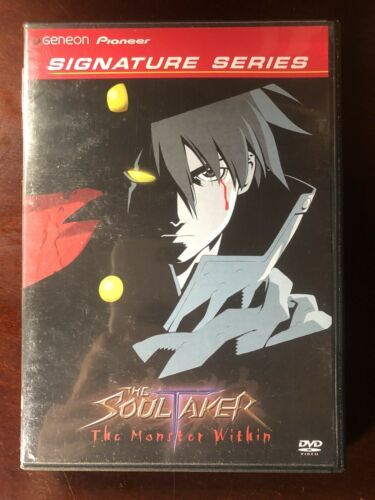 Geneon Pioneer
SIGNATURE SERIES
THE
SOULTAKER
The Monster Within
DVD
VIDEO